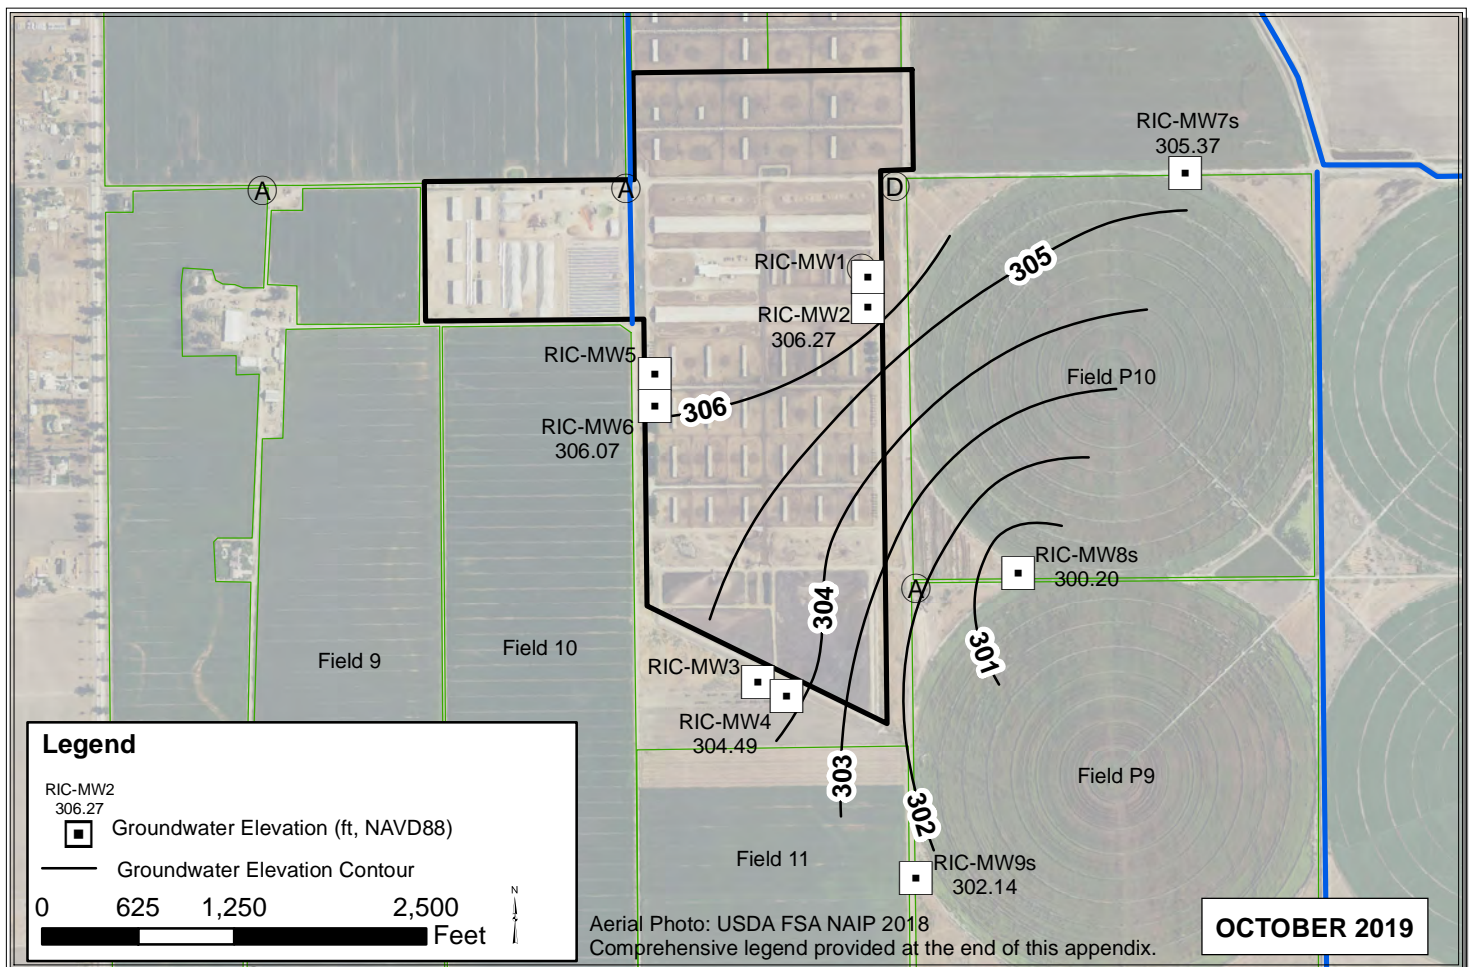 RIC-MW7s
305.37
A
A
D
RIC-MW1
305
RIC-MW2
306.27
RIC-MW5
306
RIC-MW6
306.07
Field P10
RIC-MW8s
300.20
A
304
301
Field 9
Field 10
RIC-MW3
RIC-MW4
304.49
303
302
Field P9
Field 11
RIC-MW9s
302.14
Legend
RIC-MW2
306.27
Groundwater Elevation (ft, NAVD88)
Groundwater Elevation Contour
0 625 1,250 2,500
Feet
N
Aerial Photo: USDA FSA NAIP 2018
Comprehensive legend provided at the end of this appendix.
OCTOBER 2019